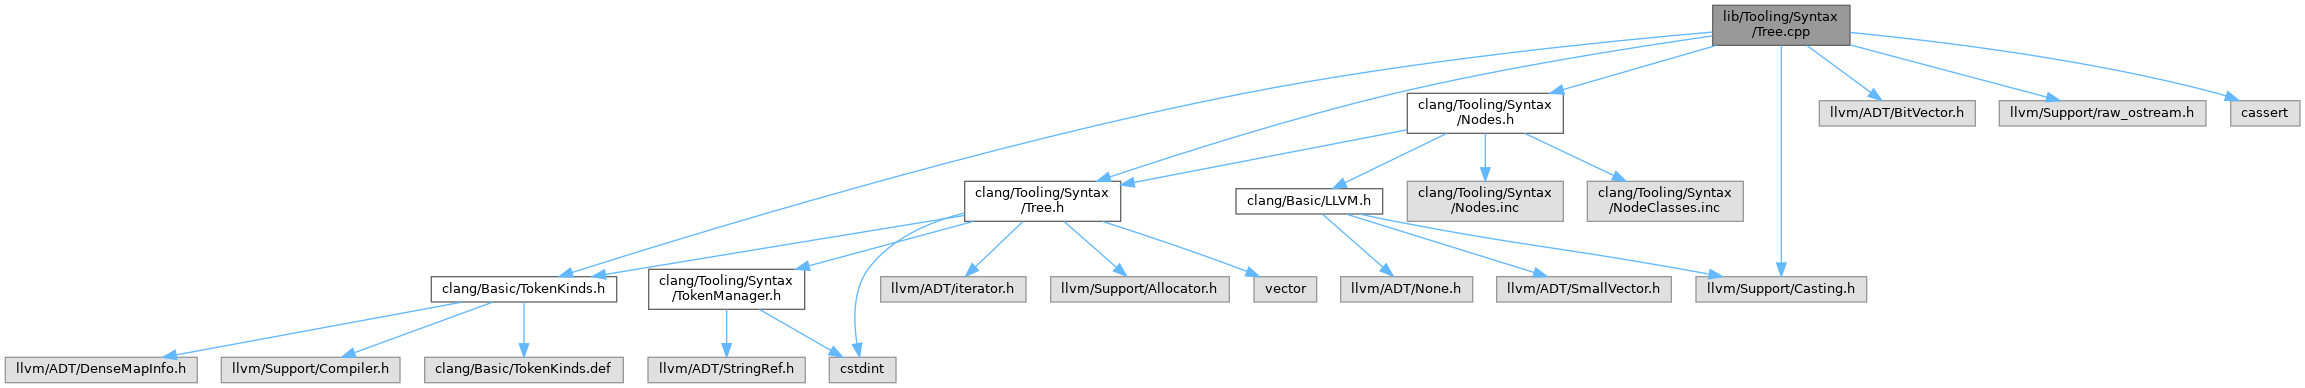 lib/Tooling/Syntax
/Tree.cpp
clang/Tooling/Syntax
/Nodes.h
llvm/ADT/BitVector.h
llvm/Support/raw_ostream.h
cassert
clang/Tooling/Syntax
/Tree.h
clang/Basic/LLVM.h
clang/Tooling/Syntax
/Nodes.inc
clang/Tooling/Syntax
/NodeClasses.inc
clang/Basic/TokenKinds.h
clang/Tooling/Syntax
/TokenManager.h
llvm/ADT/iterator.h
llvm/Support/Allocator.h
vector
llvm/ADT/None.h
llvm/ADT/SmallVector.h
llvm/Support/Casting.h
llvm/ADT/DenseMapInfo.h
llvm/Support/Compiler.h
clang/Basic/TokenKinds.def
llvm/ADT/StringRef.h
cstdint